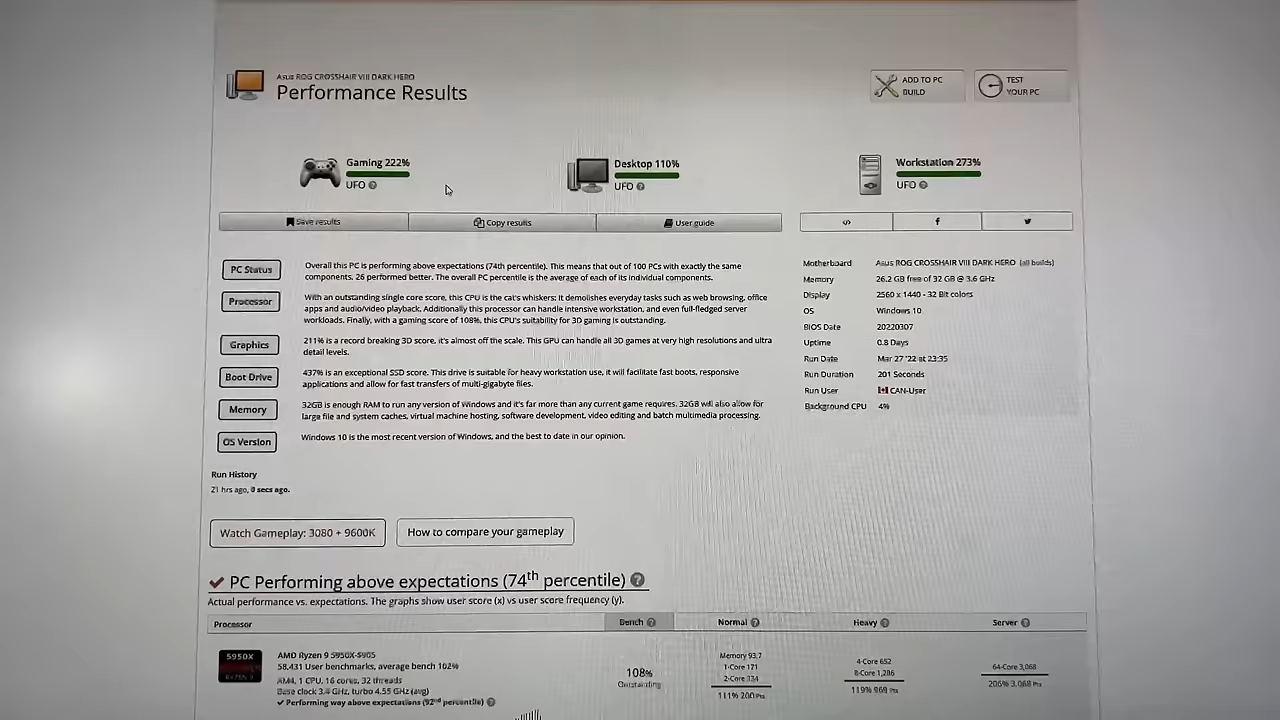 Asus ROG CROSSHAIR VIII DARK HERO
Performance Results
ADD TO PC
BUILD
TEST
YOUR PC
Gaming 222%
UFO
Desktop 110%
UFO
Workstation 273%
UFO
Save results
Copy results
User guide
PC Status
Overall this PC is performing above expectations (74th percentile). This means that out of 100 PCs with exactly the same
components, 26 performed better. The overall PC percentile is the average of each of its individual components.
Processor
With an outstanding single core score, this CPU is the cat's whiskers: It demolishes everyday tasks such as web browsing, office
apps and audio/video playback. Additionally this processor can handle intensive workstation, and even full-fledged server
workloads. Finally, with a gaming score of 108%, this CPU's suitability for 3D gaming is outstanding.
Graphics
211% is a record breaking 3D score, it's almost off the scale. This GPU can handle all 3D games at very high resolutions and ultra
detail levels.
Boot Drive
437% is an exceptional SSD score. This drive is suitable for heavy workstation use, it will facilitate fast boots, responsive
applications and allow for fast transfers of multi-gigabyte files.
Memory
32GB is enough RAM to run any version of Windows and it's far more than any current game requires. 32GB will also allow for
large file and system caches, virtual machine hosting, software development, video editing and batch multimedia processing.
OS Version
Windows 10 is the most recent version of Windows, and the best to date in our opinion.
Motherboard Asus ROG CROSSHAIR VIII DARK HERO (all builds)
Memory 26.2 GB free of 32 GB @ 3.6 GHz
Display 2560 x 1440 - 32 Bit colors
OS Windows 10
BIOS Date 20220307
Uptime 0.8 Days
Run Date Mar 27 '22 at 23:35
Run Duration 201 Seconds
Run User CAN-User
Background CPU 4%
Run History
21 hrs ago, 0 secs ago.
Watch Gameplay: 3080 + 9600K
How to compare your gameplay
PC Performing above expectations (74th percentile)
Actual performance vs. expectations. The graphs show user score (x) vs user score frequency (y).
Processor Bench Normal Heavy Server
5950X
AMD Ryzen 9 5950X-$905
58,431 User benchmarks, average bench 102%
AM4, 1 CPU, 16 cores, 32 threads
Base clock 3.4 GHz, turbo 4.55 GHz (avg)
Performing way above expectations (92nd percentile)
108%
Outstanding
Memory 93.7
1-Core 171
2-Core 334
111% 200 Pts
4-Core 652
8-Core 1,286
119% 969 Pts
64-Core 3,068
206% 3,068 Pts